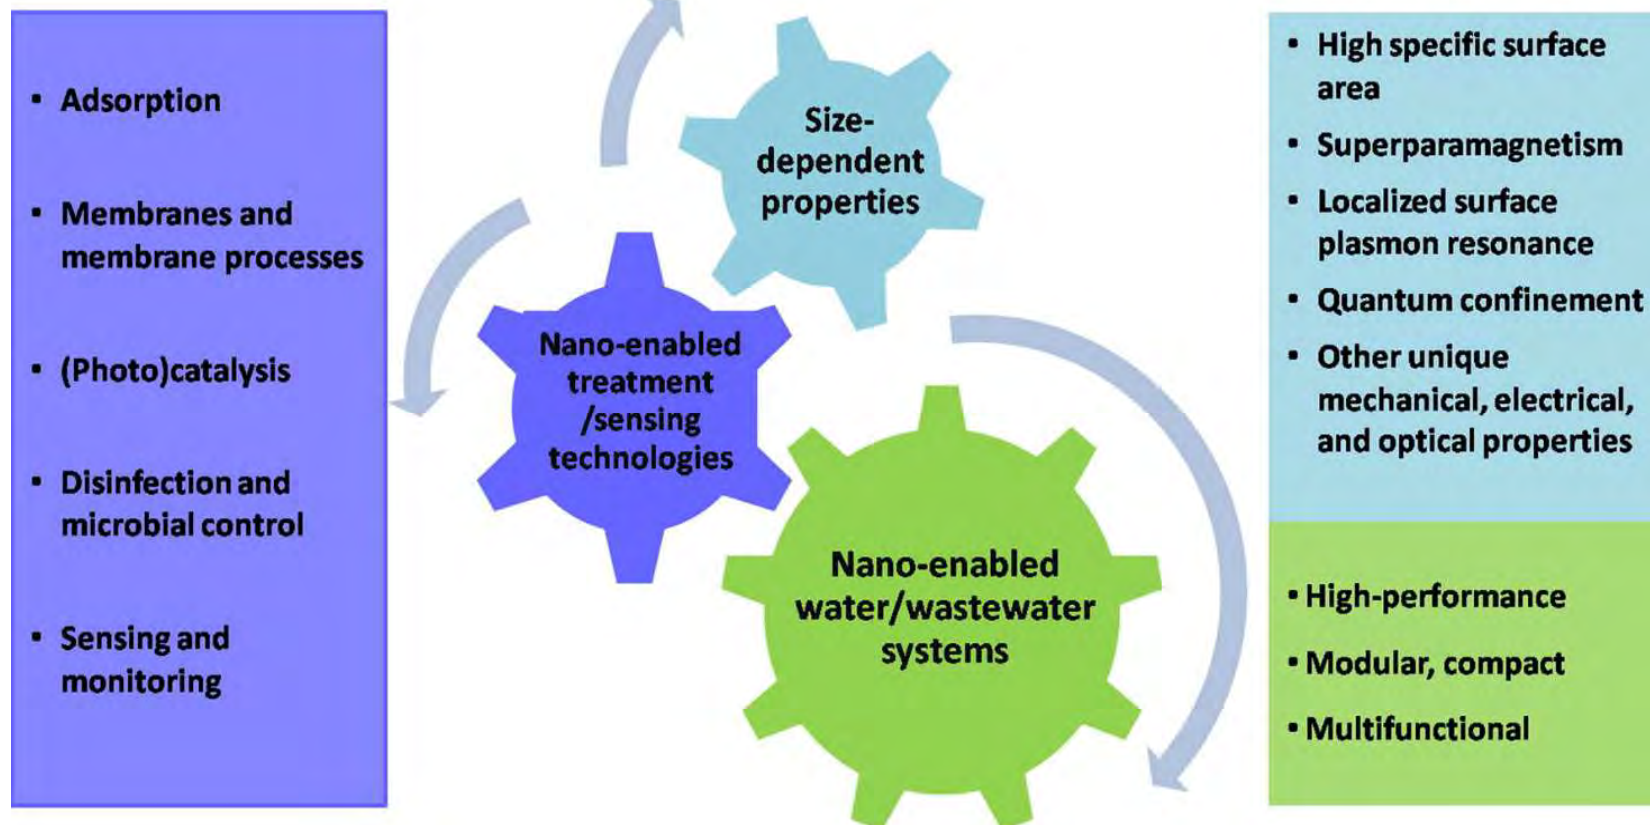 ▪ Adsorption
▪ Membranes and
membrane processes
▪ (Photo)catalysis
▪ Disinfection and
microbial control
▪ Sensing and
monitoring
Size-
dependent
properties
Nano-enabled
treatment
/sensing
technologies
Nano-enabled
water/wastewater
systems
▪ High specific surface
area
▪ Superparamagnetism
▪ Localized surface
plasmon resonance
▪ Quantum confinement
▪ Other unique
mechanical, electrical,
and optical properties
▪ High-performance
▪ Modular, compact
▪ Multifunctional